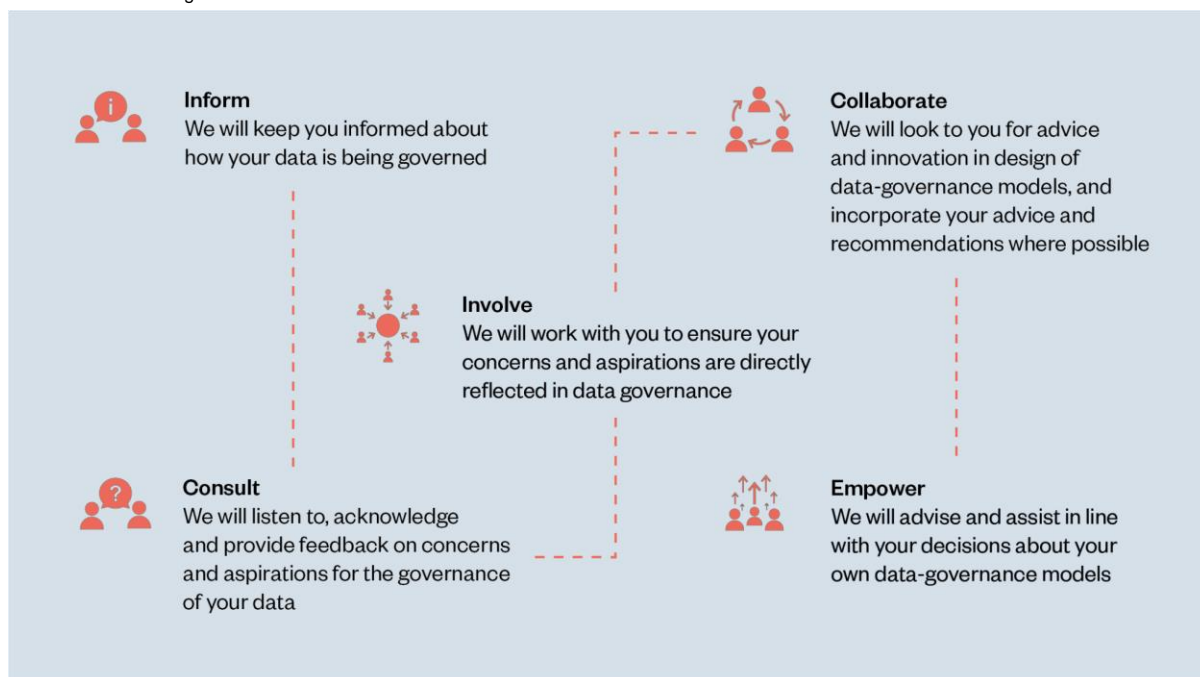 Inform
We will keep you informed about
how your data is being governed
Consult
We will listen to, acknowledge
and provide feedback on concerns
and aspirations for the governance
of your data
Involve
We will work with you to ensure your
concerns and aspirations are directly
reflected in data governance
Collaborate
We will look to you for advice
and innovation in design of
data-governance models, and
incorporate your advice and
recommendations where possible
Empower
We will advise and assist in line
with your decisions about your
own data-governance models
i
?